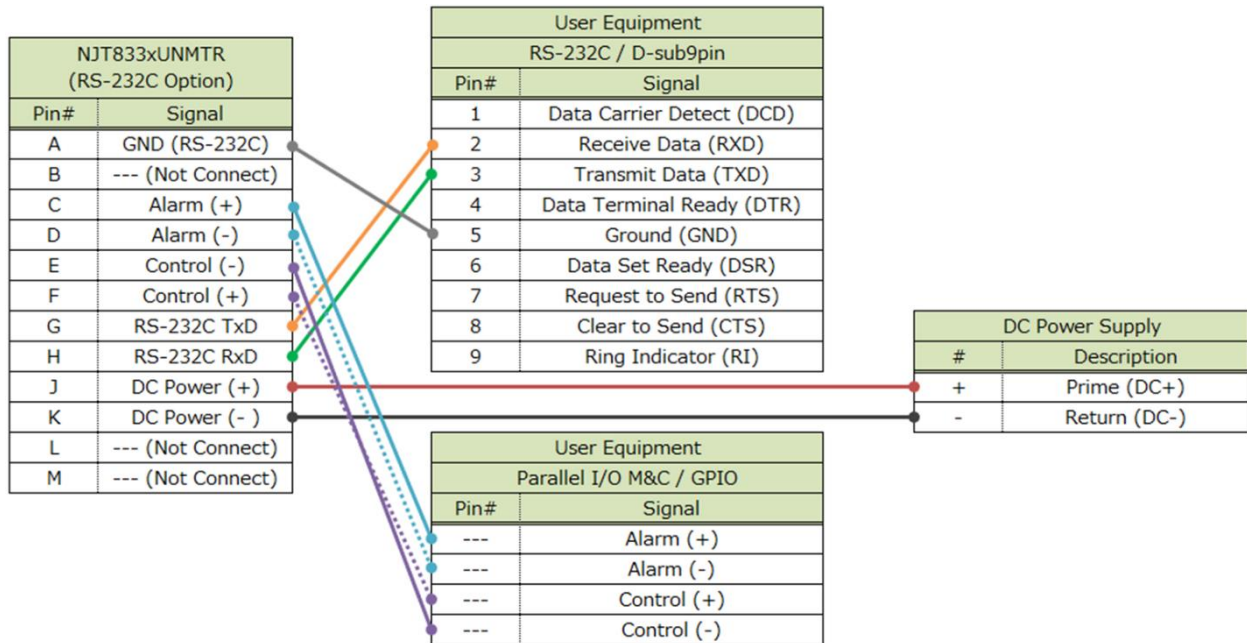 NJT833xUNMTR
(RS-232C Option)
Pin# Signal
A GND (RS-232C)
B --- (Not Connect)
C Alarm (+)
D Alarm (-)
E Control (-)
F Control (+)
G RS-232C TxD
H RS-232C RxD
J DC Power (+)
K DC Power (- )
L --- (Not Connect)
M --- (Not Connect)
User Equipment
RS-232C / D-sub9pin
Pin# Signal
1 Data Carrier Detect (DCD)
2 Receive Data (RXD)
3 Transmit Data (TXD)
4 Data Terminal Ready (DTR)
5 Ground (GND)
6 Data Set Ready (DSR)
7 Request to Send (RTS)
8 Clear to Send (CTS)
9 Ring Indicator (RI)
DC Power Supply
# Description
+ Prime (DC+)
- Return (DC-)
User Equipment
Parallel I/O M&C / GPIO
Pin# Signal
--- Alarm (+)
--- Alarm (-)
--- Control (+)
--- Control (-)